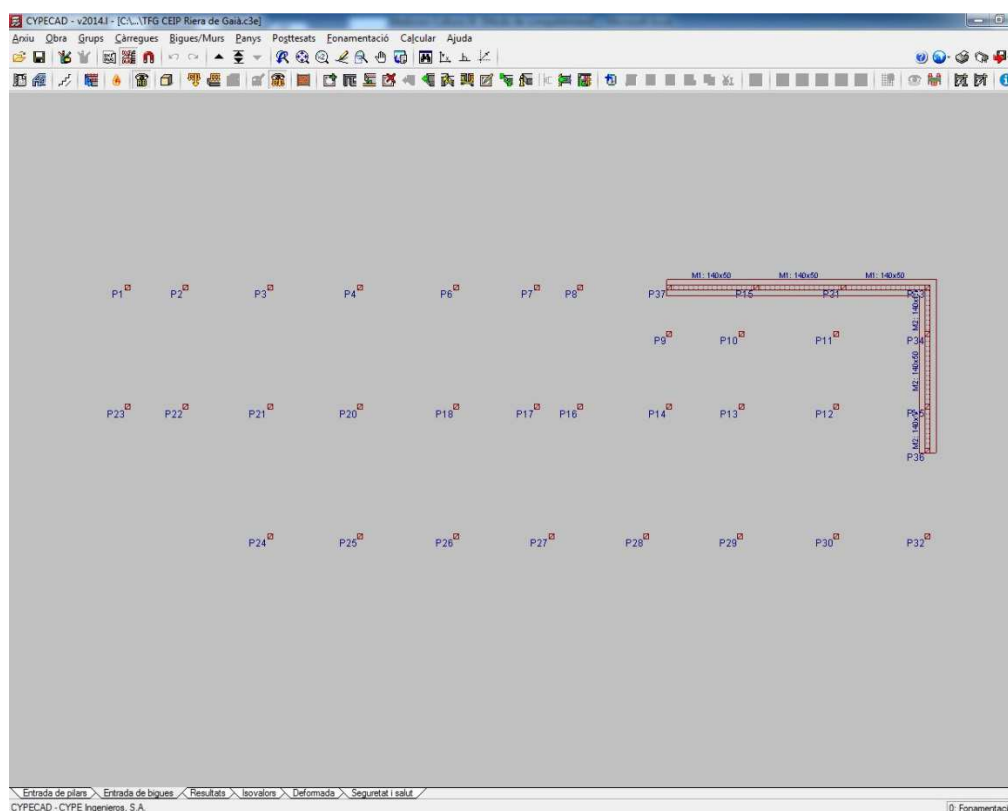 CYPECAD - v2014.l - [C:\...\TFG CEIP Riera de Gaià.c3e]
Arxiu Obra Grups Càrregues Bigues/Murs Panys Posttesats Fonamentació Calcular Ajuda
M1: 140x50 M1: 140x50 M1: 140x50
P1 P2 P3 P4 P6 P7 P8 P37 P15 P31
M2: 140x50
P9 P10 P11 P34
M2: 140x50
P23 P22 P21 P20 P18 P17 P16 P14 P13 P12
M2: 140x50
P36
P24 P25 P26 P27 P28 P29 P30 P32
Entrada de pilars Entrada de bigues Resultats Isovalors Deformada Seguretat i salut
CYPECAD - CYPE Ingenieros, S.A. 0: Fonamentac